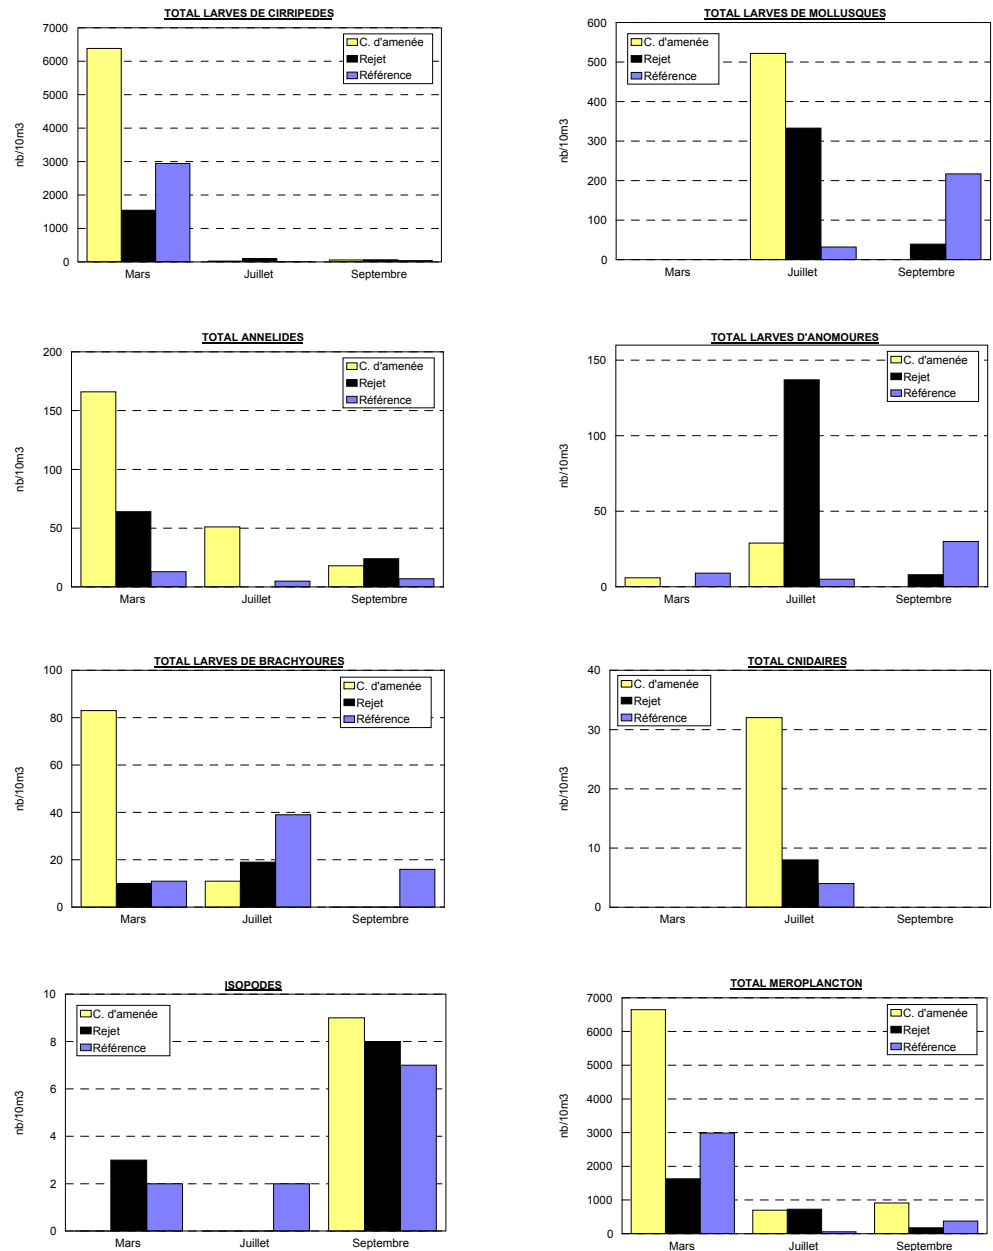 TOTAL LARVES DE CIRRIPEDES
7000
6000
5000
4000
3000
2000
1000
0
nb/10m3
C. d'amenée
Rejet
Référence
Mars Juillet Septembre
TOTAL LARVES DE MOLLUSQUES
600
500
400
300
200
100
0
nb/10m3
C. d'amenée
Rejet
Référence
Mars Juillet Septembre
TOTAL ANNELIDES
200
150
100
50
0
nb/10m3
C. d'amenée
Rejet
Référence
Mars Juillet Septembre
TOTAL LARVES D'ANOMOURES
150
100
50
0
nb/10m3
C. d'amenée
Rejet
Référence
Mars Juillet Septembre
TOTAL LARVES DE BRACHYOURES
100
80
60
40
20
0
nb/10m3
C. d'amenée
Rejet
Référence
Mars Juillet Septembre
TOTAL CNIDAIRES
40
30
20
10
0
nb/10m3
C. d'amenée
Rejet
Référence
Mars Juillet Septembre
ISOPODES
10
8
6
4
2
0
nb/10m3
C. d'amenée
Rejet
Référence
Mars Juillet Septembre
TOTAL MEROPLANCTON
7000
6000
5000
4000
3000
2000
1000
0
nb/10m3
C. d'amenée
Rejet
Référence
Mars Juillet Septembre